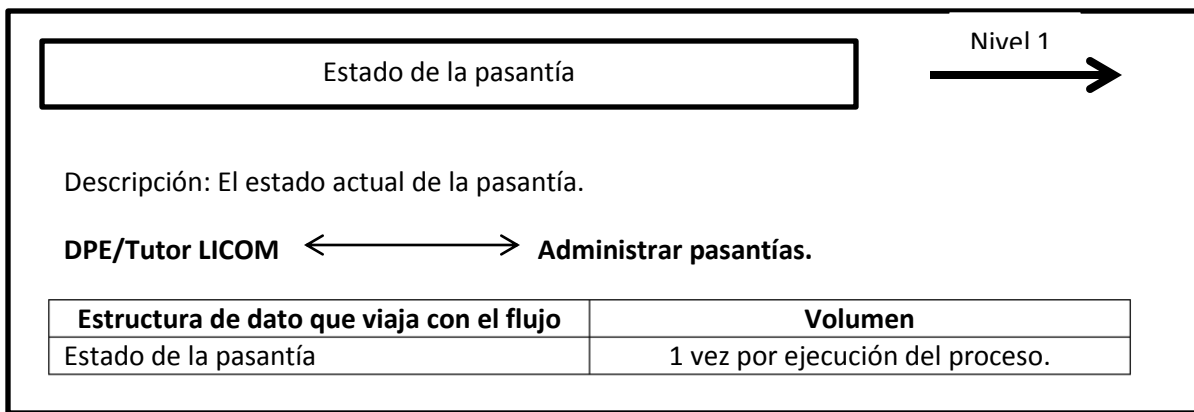 Estado de la pasantía
Nivel 1
Descripción: El estado actual de la pasantía.
DPE/Tutor LICOM Administrar pasantías.
Estructura de dato que viaja con el flujo Volumen
Estado de la pasantía 1 vez por ejecución del proceso.